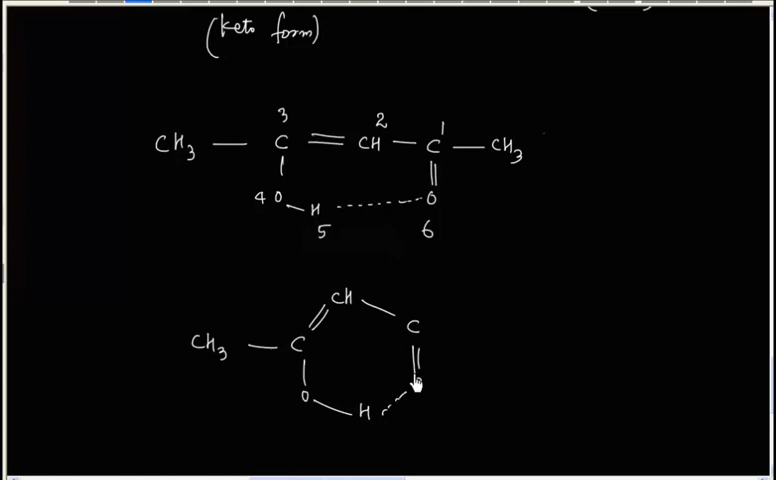 (keto form)
3
2
1
CH3 — C = CH — C — CH3
4 O — H ------ O
5
6
CH
C
CH3 — C
O
O H